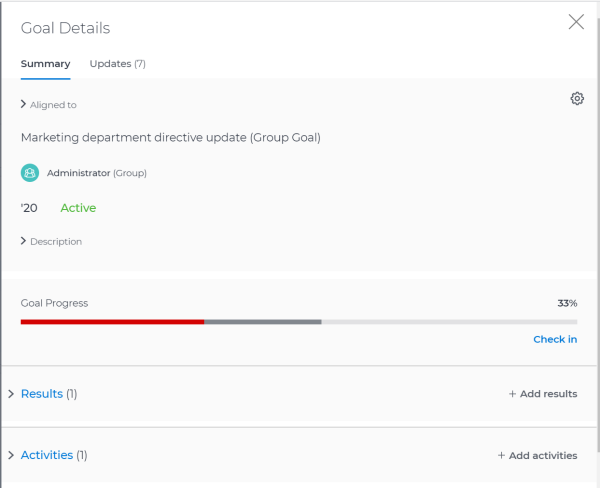 Goal Details
Summary Updates (7)
Aligned to
Marketing department directive update (Group Goal)
Administrator (Group)
'20 Active
Description
Goal Progress 33%
Check in
Results (1) + Add results
Activities (1) + Add activities